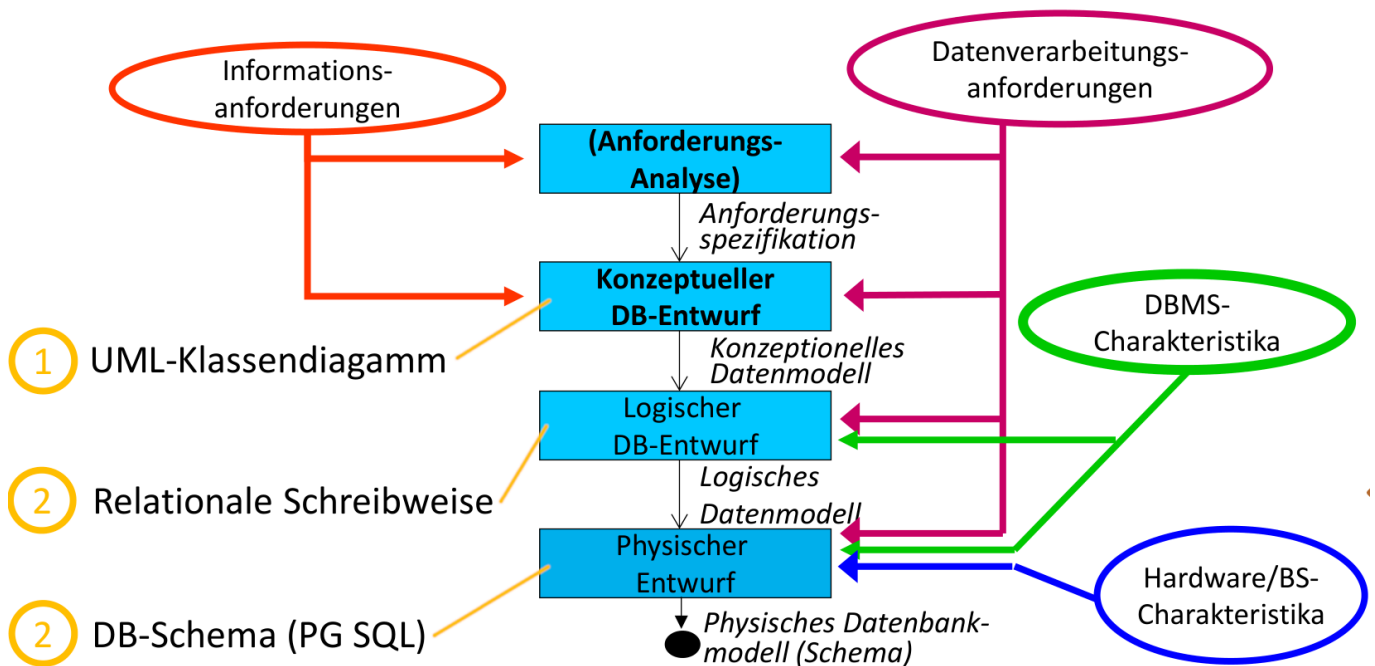 Informations-
anforderungen
Datenverarbeitungs-
anforderungen
(Anforderungs-
Analyse)
Anforderungs-
spezifikation
Konzeptueller
DB-Entwurf
DBMS-
Charakteristika
1 UML-Klassendiagamm
Konzeptionelles
Datenmodell
Logischer
DB-Entwurf
2 Relationale Schreibweise
Logisches
Datenmodell
Physischer
Entwurf
Hardware/BS-
Charakteristika
2 DB-Schema (PG SQL)
Physisches Datenbank-
modell (Schema)